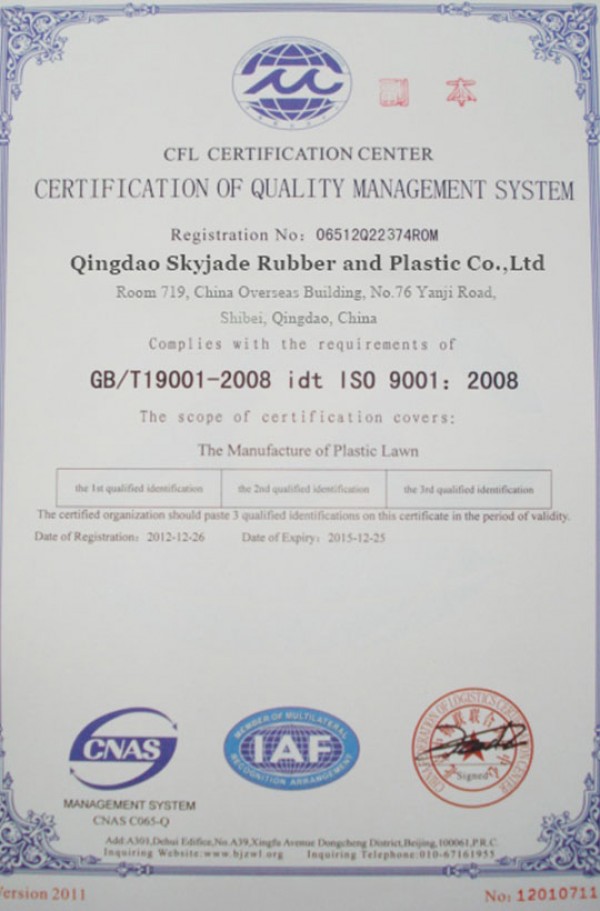 副 本
CFL CERTIFICATION CENTER
CERTIFICATION OF QUALITY MANAGEMENT SYSTEM
Registration No: 06512Q22374ROM
Qingdao Skyjade Rubber and Plastic Co.,Ltd
Room 719, China Overseas Building, No.76 Yanji Road,
Shibei, Qingdao, China
Complies with the requirements of
GB/T19001-2008 idt ISO 9001: 2008
The scope of certification covers:
The Manufacture of Plastic Lawn
the 1st qualified identification the 2nd qualified identification the 3rd qualified identification
The certified organization should paste 3 qualified identifications on this certificate in the period of validity.
Date of Registration: 2012-12-26 Date of Expiry: 2015-12-25
CNAS
MANAGEMENT SYSTEM
CNAS C065-Q
MEMBER OF MULTILATERAL
IAF
RECOGNITION ARRANGEMENT
Signed
Add:A301,Dehui Edifice,No.A39,Xingfu Avenue Dongcheng District,Beijing,100061,P.R.C.
Inquiring Website:www.bjzwl.org Inquiring Telephone:010-67161955
Version 2011
No: 12010711